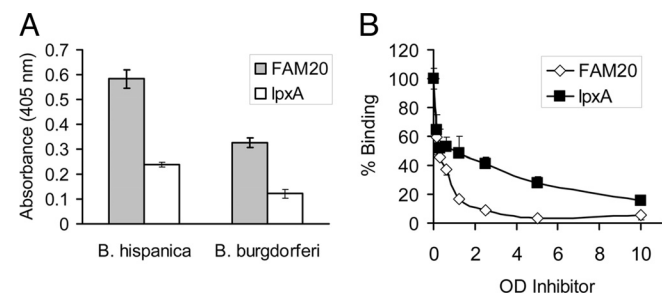 A
Absorbance (405 nm)
0.7
0.6
0.5
0.4
0.3
0.2
0.1
0
FAM20
lpxA
B. hispanica
B. burgdorferi
B
% Binding
120
100
80
60
40
20
0
FAM20
lpxA
0 2 4 6 8 10
OD Inhibitor